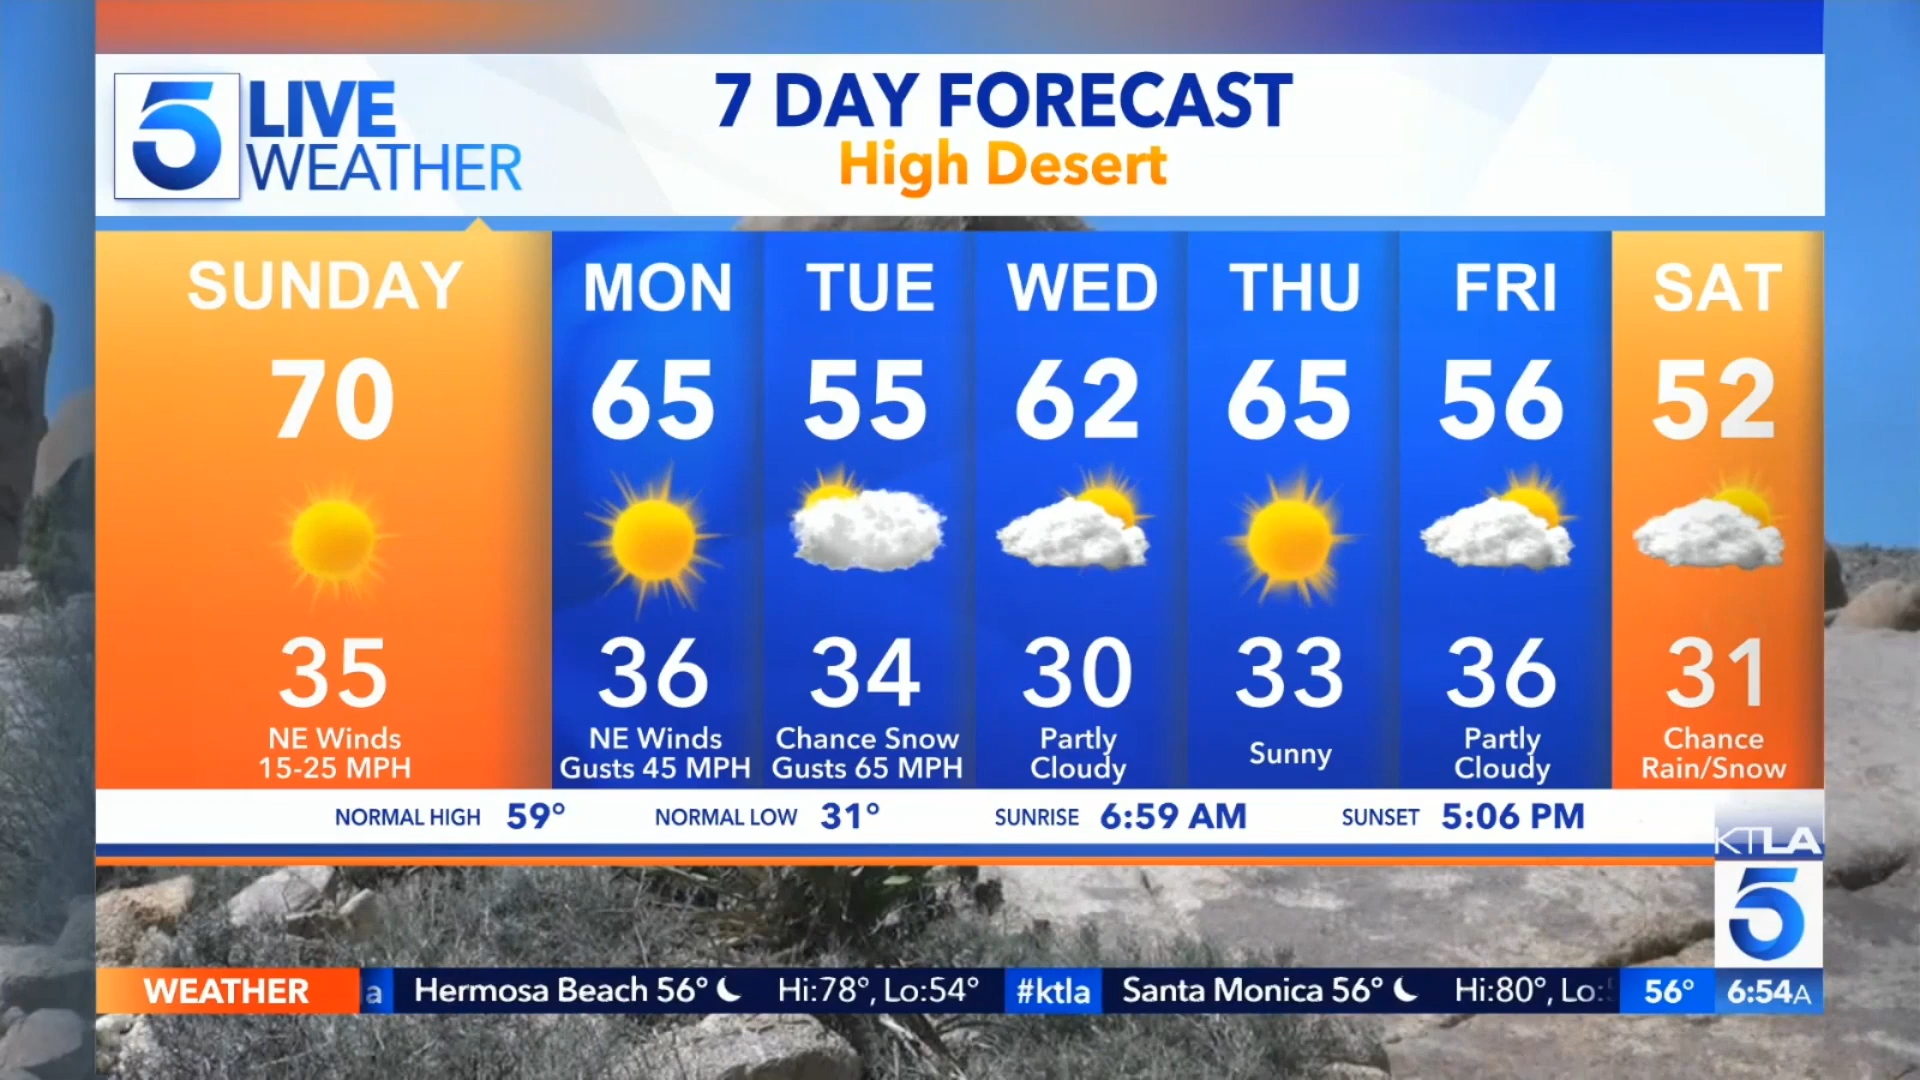 5 LIVE
WEATHER
7 DAY FORECAST
High Desert
SUNDAY
70
35
NE Winds
15-25 MPH
MON
65
36
NE Winds
Gusts 45 MPH
TUE
55
34
Chance Snow
Gusts 65 MPH
WED
62
30
Partly
Cloudy
THU
65
33
Sunny
FRI
56
36
Partly
Cloudy
SAT
52
31
Chance
Rain/Snow
NORMAL HIGH 59° NORMAL LOW 31° SUNRISE 6:59 AM SUNSET 5:06 PM
KTLA
5
WEATHER a Hermosa Beach 56° Hi:78°, Lo:54° #ktla Santa Monica 56° Hi:80°, Lo: 56° 6:54A